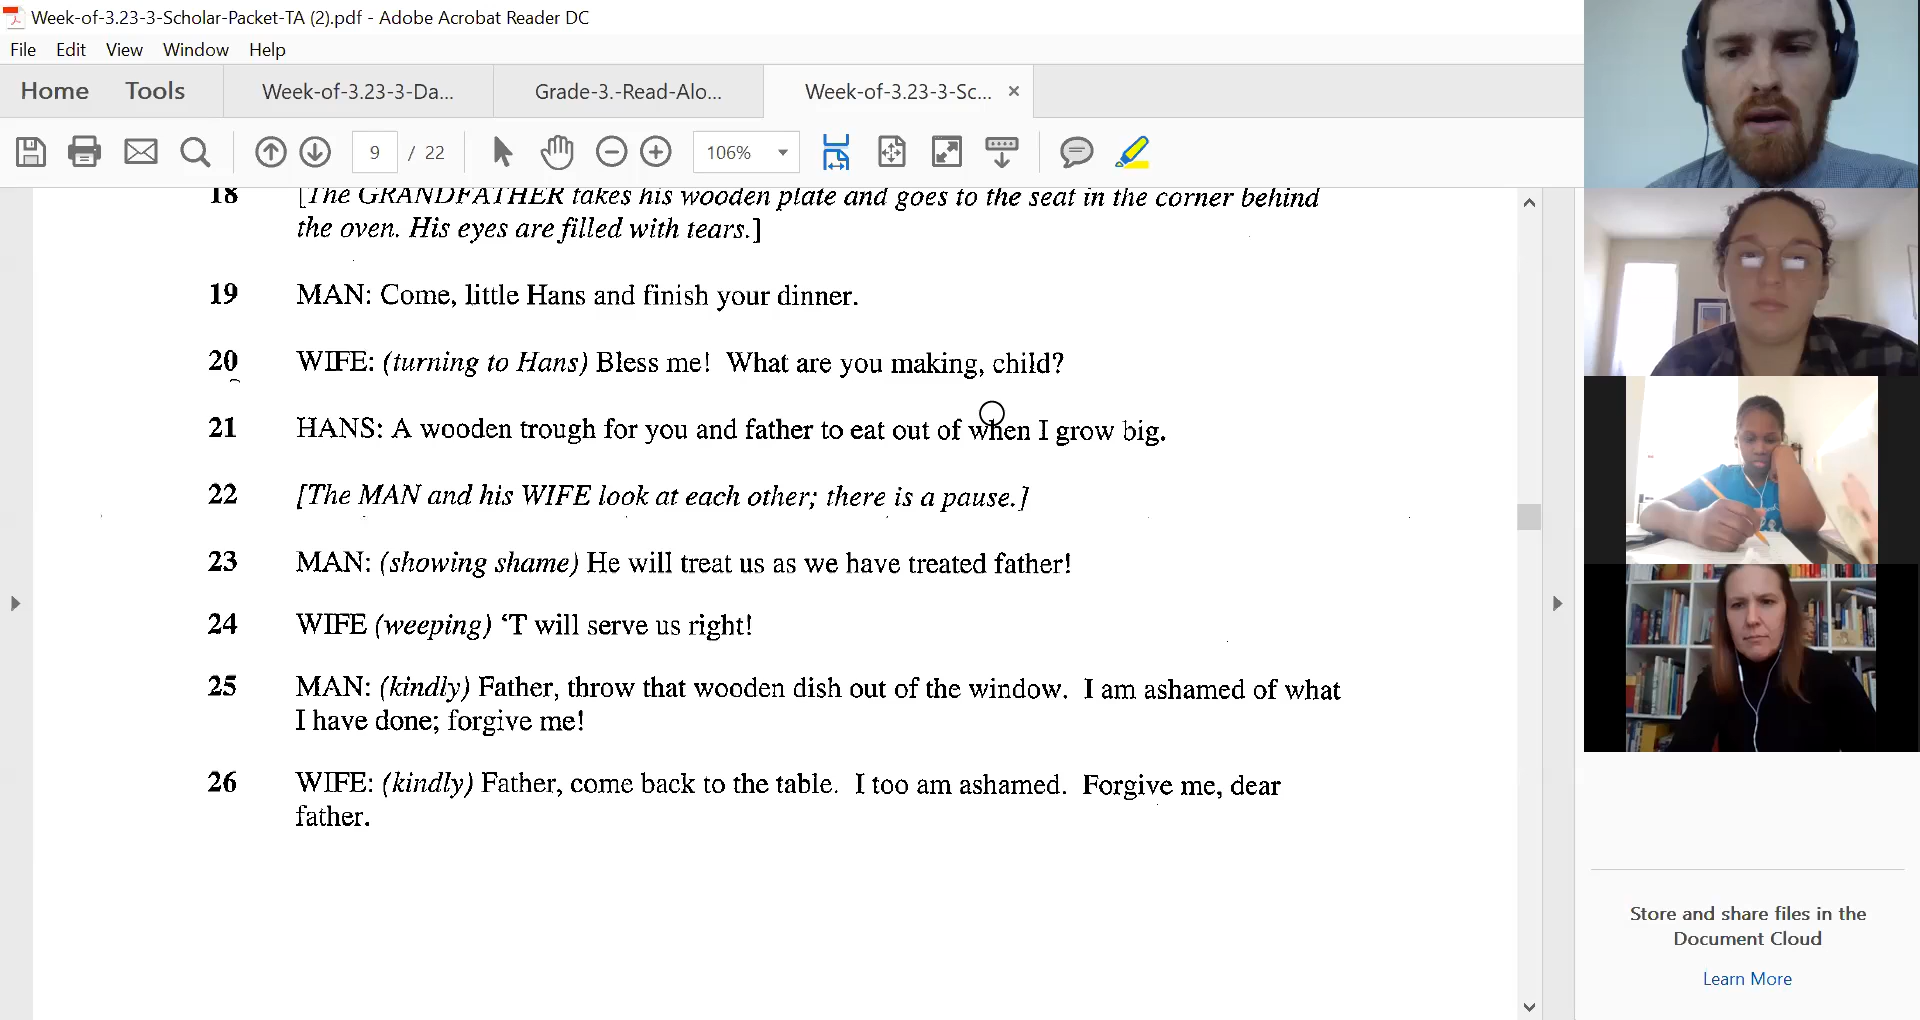 Week-of-3.23-3-Scholar-Packet-TA (2).pdf - Adobe Acrobat Reader DC
File Edit View Window Help
Home Tools Week-of-3.23-3-Da... Grade-3.-Read-Alo... Week-of-3.23-3-Sc... ×
9 / 22 106%
18 [The GRANDFATHER takes his wooden plate and goes to the seat in the corner behind
the oven. His eyes are filled with tears.]
19 MAN: Come, little Hans and finish your dinner.
20 WIFE: (turning to Hans) Bless me! What are you making, child?
21 HANS: A wooden trough for you and father to eat out of when I grow big.
22 [The MAN and his WIFE look at each other; there is a pause.]
23 MAN: (showing shame) He will treat us as we have treated father!
24 WIFE (weeping) ‘T will serve us right!
25 MAN: (kindly) Father, throw that wooden dish out of the window. I am ashamed of what
I have done; forgive me!
26 WIFE: (kindly) Father, come back to the table. I too am ashamed. Forgive me, dear
father.
Store and share files in the
Document Cloud
Learn More